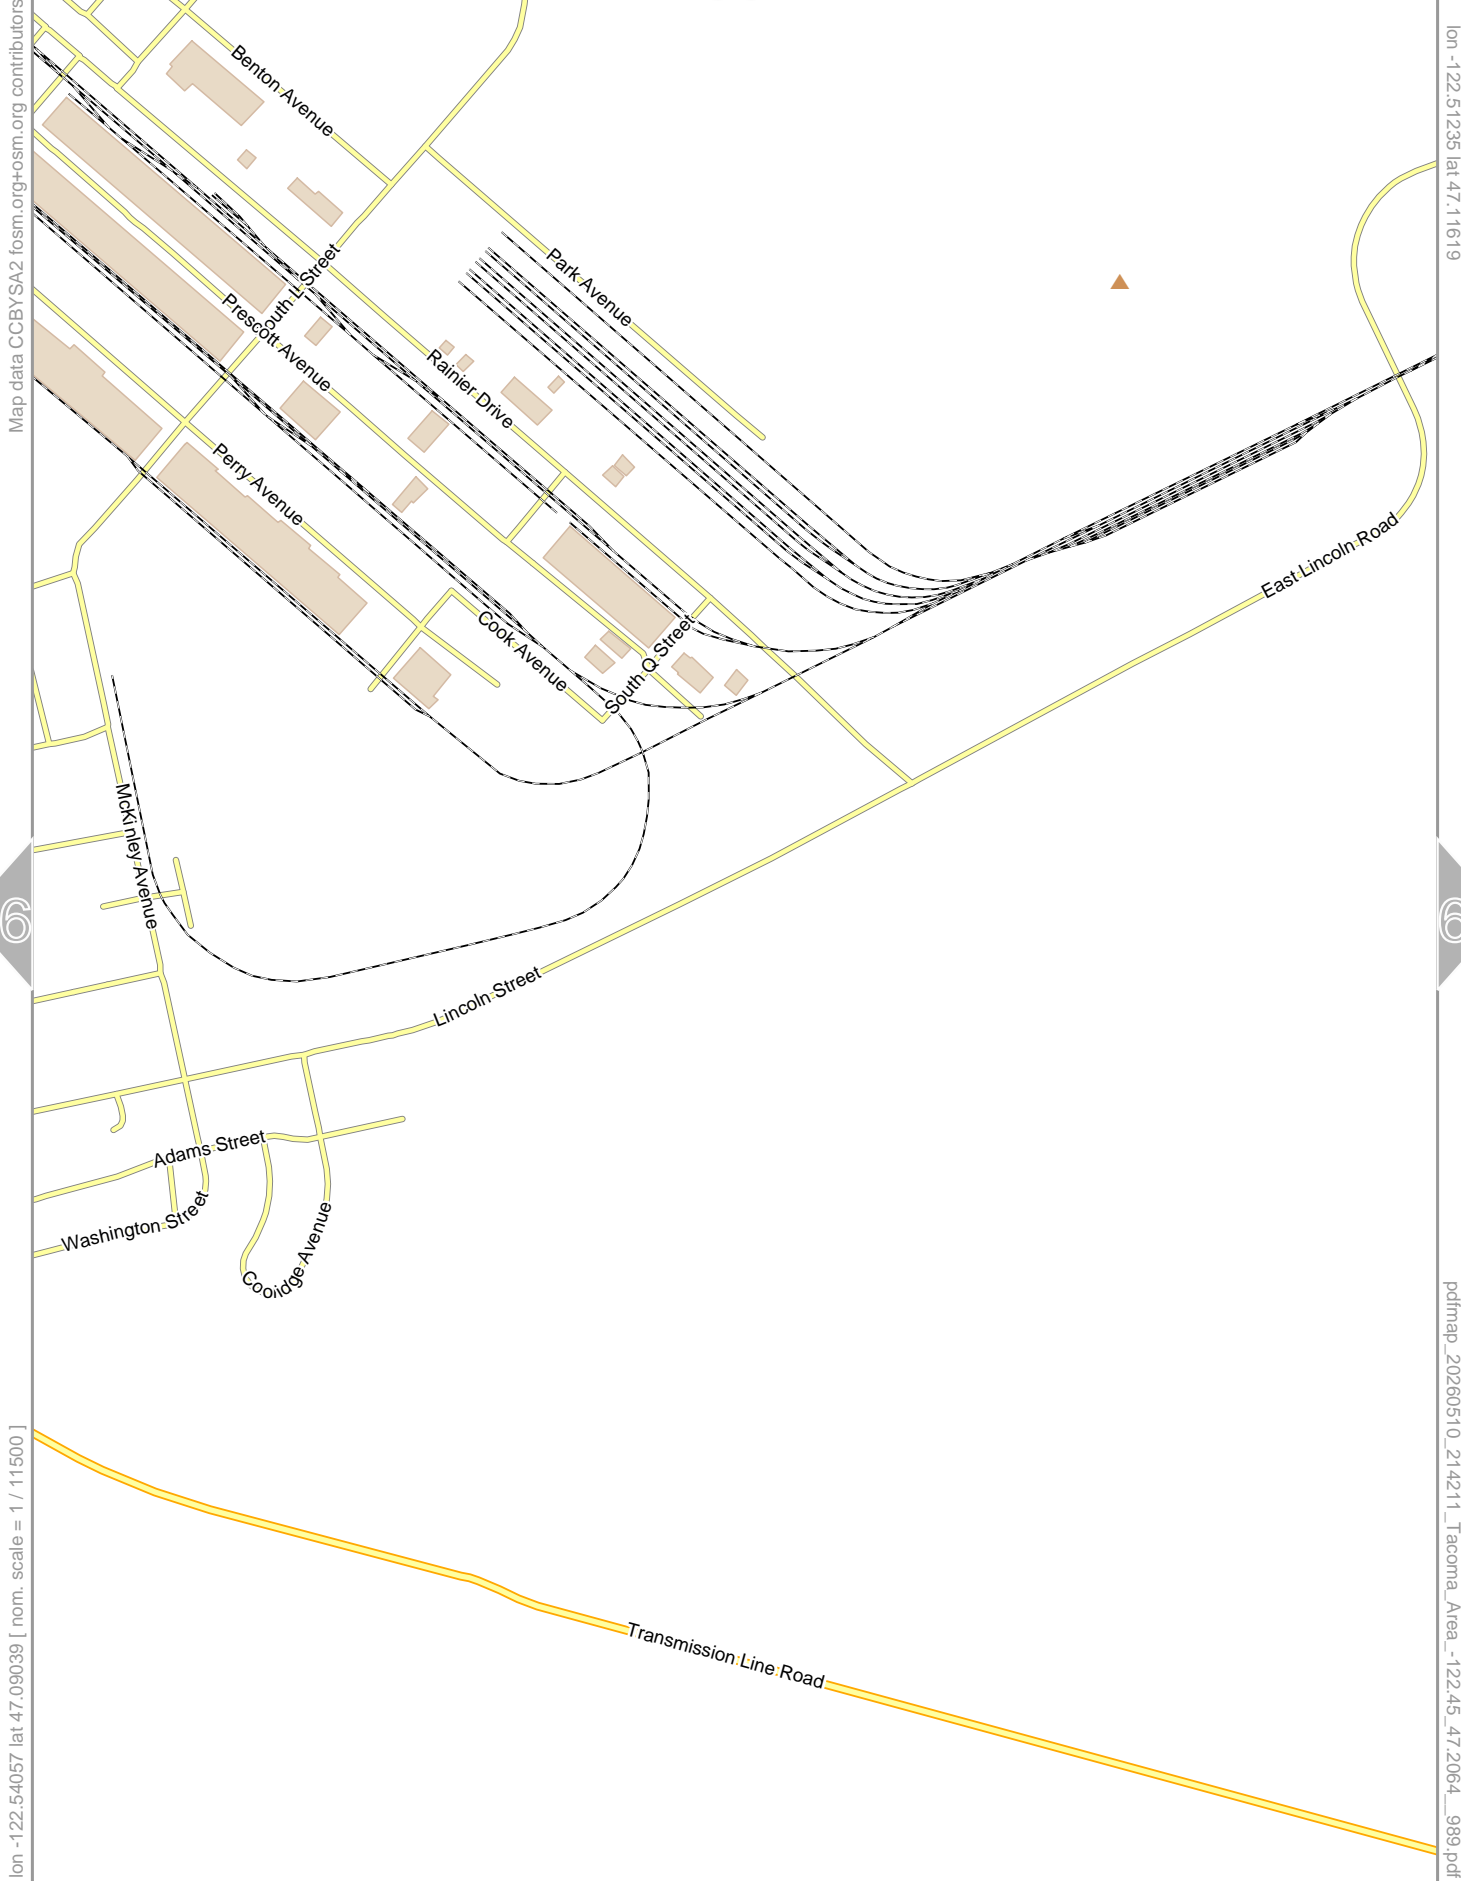 Map data CCBYSA2 fosm.org+osm.org contributors
lon -122.51235 lat 47.11619
Benton Avenue
South L Street
Park Avenue
Prescott Avenue
Rainier Drive
Perry Avenue
East Lincoln Road
Cook Avenue
South Q Street
McKinley Avenue
6
6
Lincoln Street
Adams Street
Washington Street
Coolidge Avenue
Transmission Line Road
lon -122.54057 lat 47.09039 [ nom. scale = 1 / 11500 ]
pdfmap_20260510_214211_Tacoma_Area_-122.45_47.2064__989.pdf